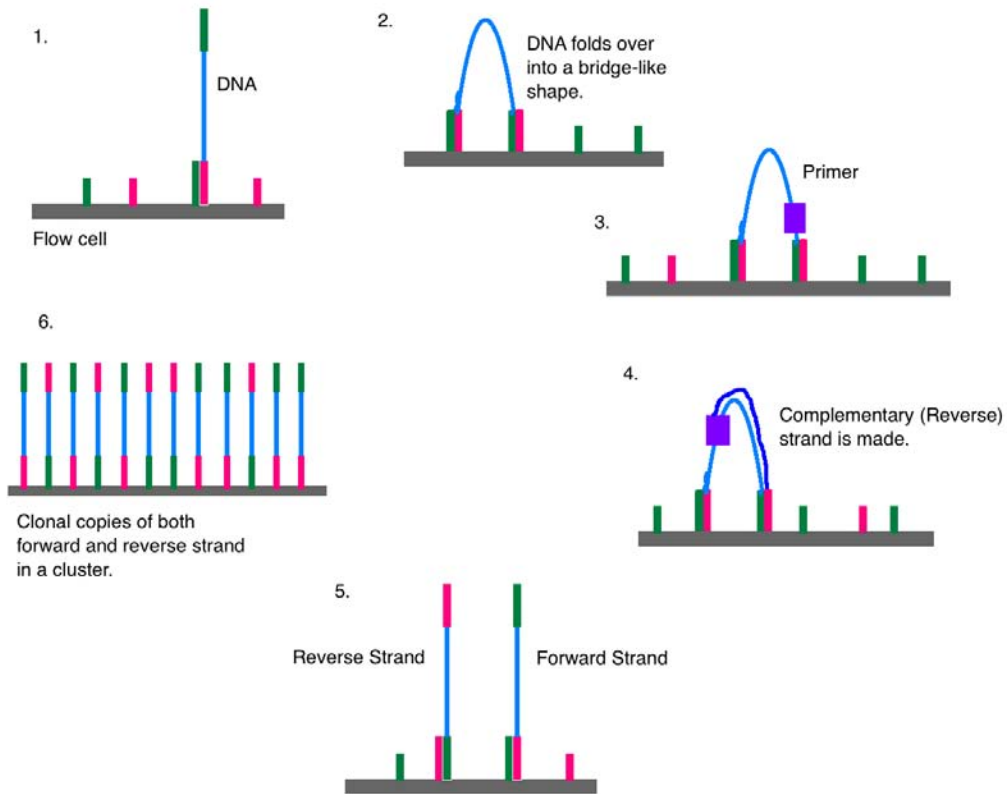 1.
DNA
Flow cell
2.
DNA folds over
into a bridge-like
shape.
3.
Primer
4.
Complementary (Reverse)
strand is made.
5.
Reverse Strand
Forward Strand
6.
Clonal copies of both
forward and reverse strand
in a cluster.